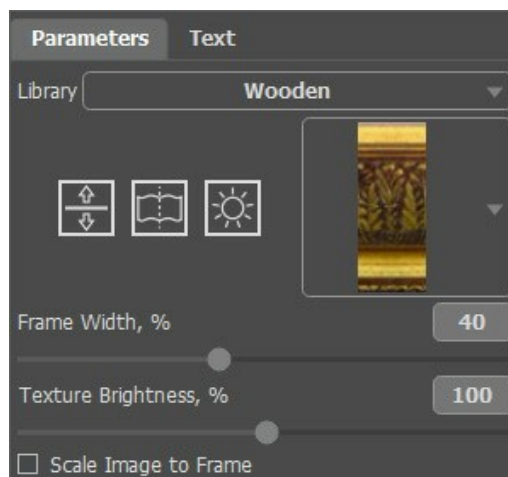 Parameters Text
Library Wooden
Frame Width, % 40
Texture Brightness, % 100
Scale Image to Frame